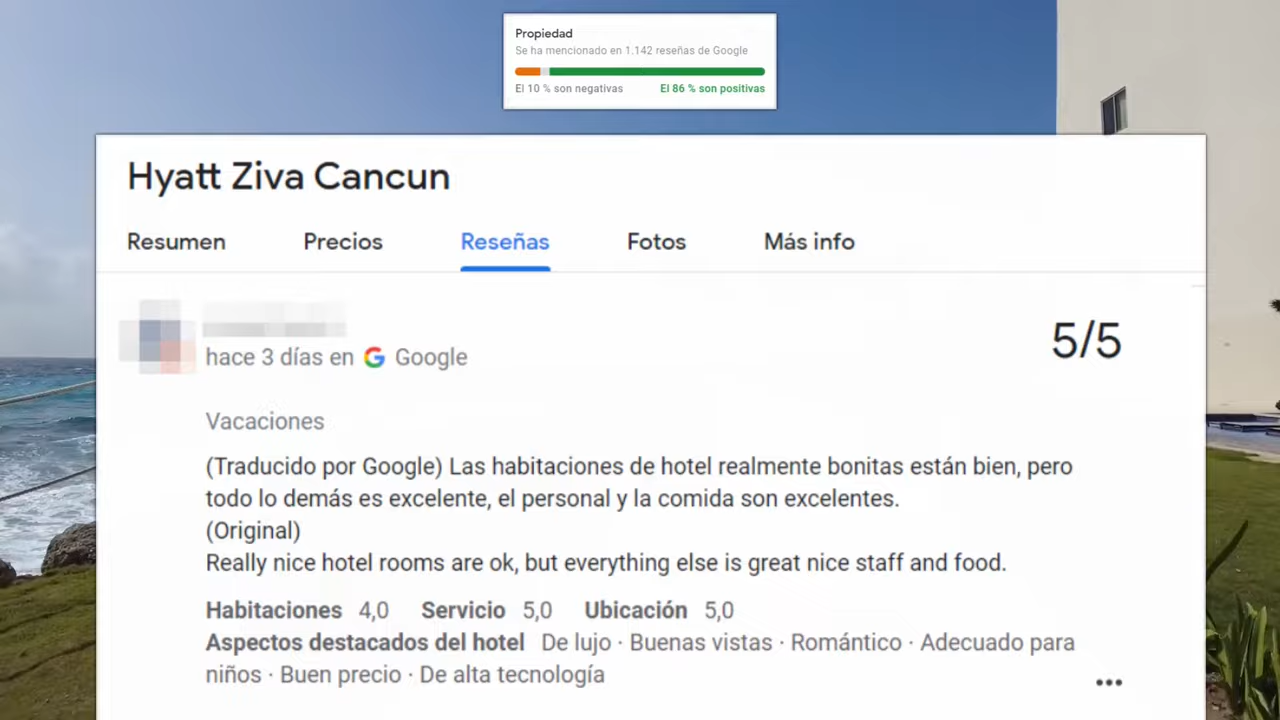 Propiedad
Se ha mencionado en 1.142 reseñas de Google
El 10 % son negativas El 86 % son positivas
Hyatt Ziva Cancun
Resumen Precios Reseñas Fotos Más info
hace 3 días en Google
5/5
Vacaciones
(Traducido por Google) Las habitaciones de hotel realmente bonitas están bien, pero
todo lo demás es excelente, el personal y la comida son excelentes.
(Original)
Really nice hotel rooms are ok, but everything else is great nice staff and food.
Habitaciones 4,0 Servicio 5,0 Ubicación 5,0
Aspectos destacados del hotel De lujo · Buenas vistas · Romántico · Adecuado para
niños · Buen precio · De alta tecnología